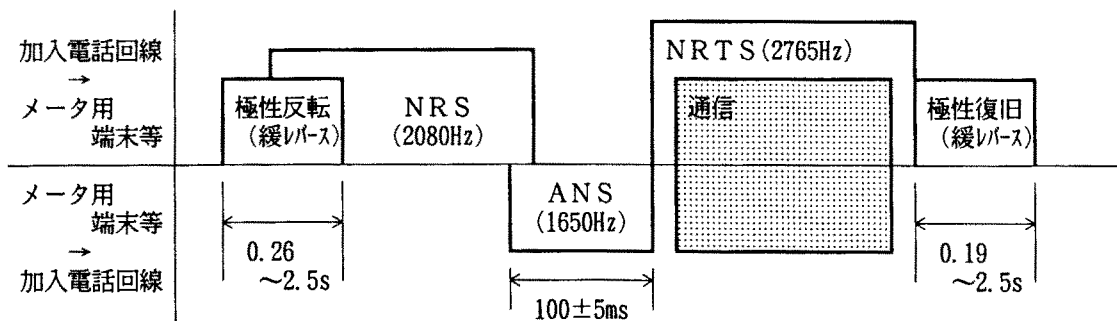 加入電話回線
→
メータ用
端末等
極性反転
(緩ﾚﾊﾞｰｽ)
NRS
(2080Hz)
NRTS(2765Hz)
通信
極性復旧
(緩ﾚﾊﾞｰｽ)
メータ用
端末等
→
加入電話回線
ANS
(1650Hz)
0.26
～2.5s
100±5ms
0.19
～2.5s